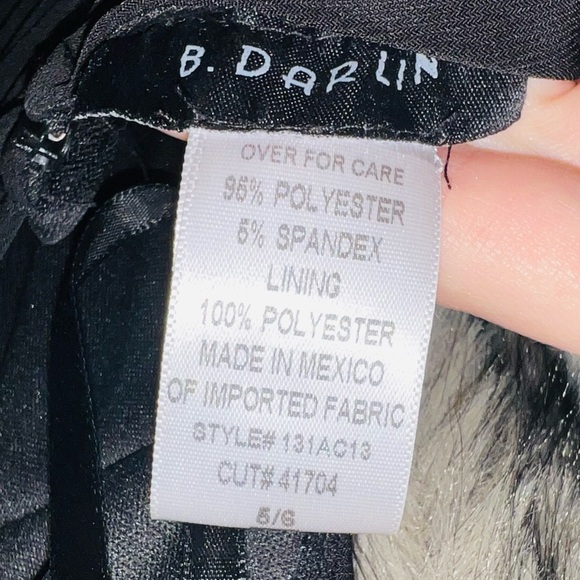 B. DARLIN
OVER FOR CARE
95% POLYESTER
5% SPANDEX
LINING
100% POLYESTER
MADE IN MEXICO
OF IMPORTED FABRIC
STYLE# 131AC13
CUT# 41704
5/6